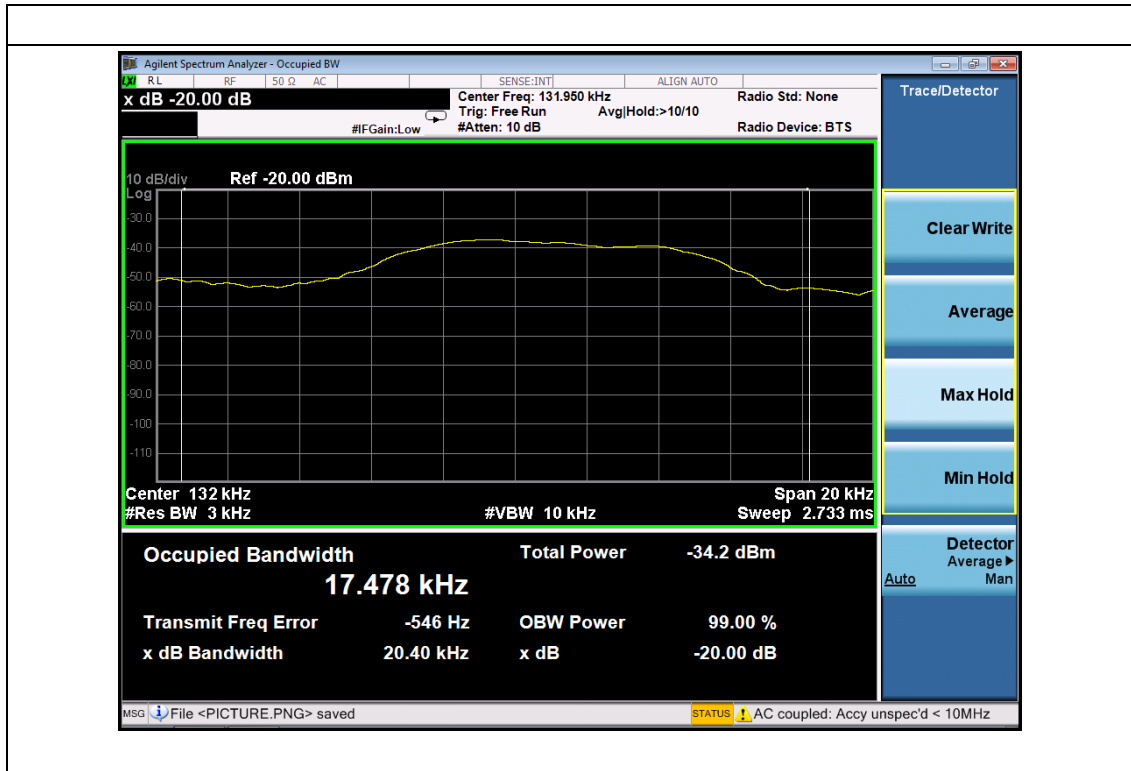 Agilent Spectrum Analyzer - Occupied BW
LXI RL RF 50 Ω AC SENSE:INT ALIGN AUTO
x dB -20.00 dB
Center Freq: 131.950 kHz
Radio Std: None
Trig: Free Run Avg|Hold:>10/10
#IFGain:Low #Atten: 10 dB
Radio Device: BTS
10 dB/div Ref -20.00 dBm
Log
-30.0
-40.0
-50.0
-60.0
-70.0
-80.0
-90.0
-100
-110
Center 132 kHz Span 20 kHz
#Res BW 3 kHz #VBW 10 kHz Sweep 2.733 ms
Occupied Bandwidth
17.478 kHz
Total Power -34.2 dBm
Transmit Freq Error -546 Hz
OBW Power 99.00 %
x dB Bandwidth 20.40 kHz
x dB -20.00 dB
Trace/Detector
Clear Write
Average
Max Hold
Min Hold
Detector
Average▶
Auto Man
MSG File <PICTURE.PNG> saved
STATUS AC coupled: Accy unspec'd < 10MHz